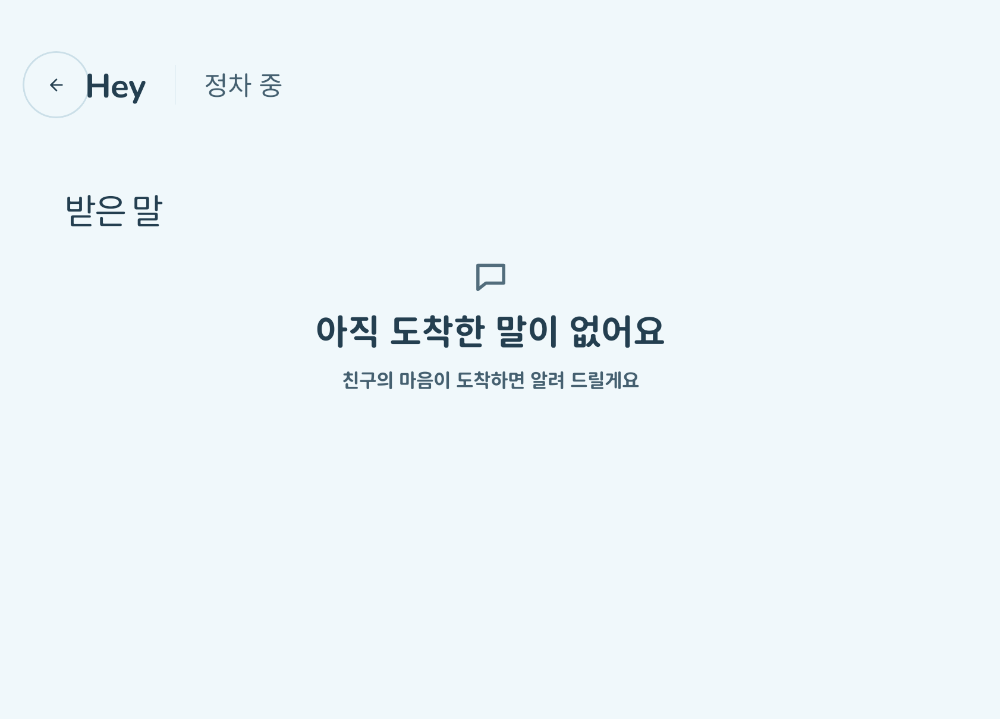 Hey 정차 중
받은 말
아직 도착한 말이 없어요
친구의 마음이 도착하면 알려 드릴게요